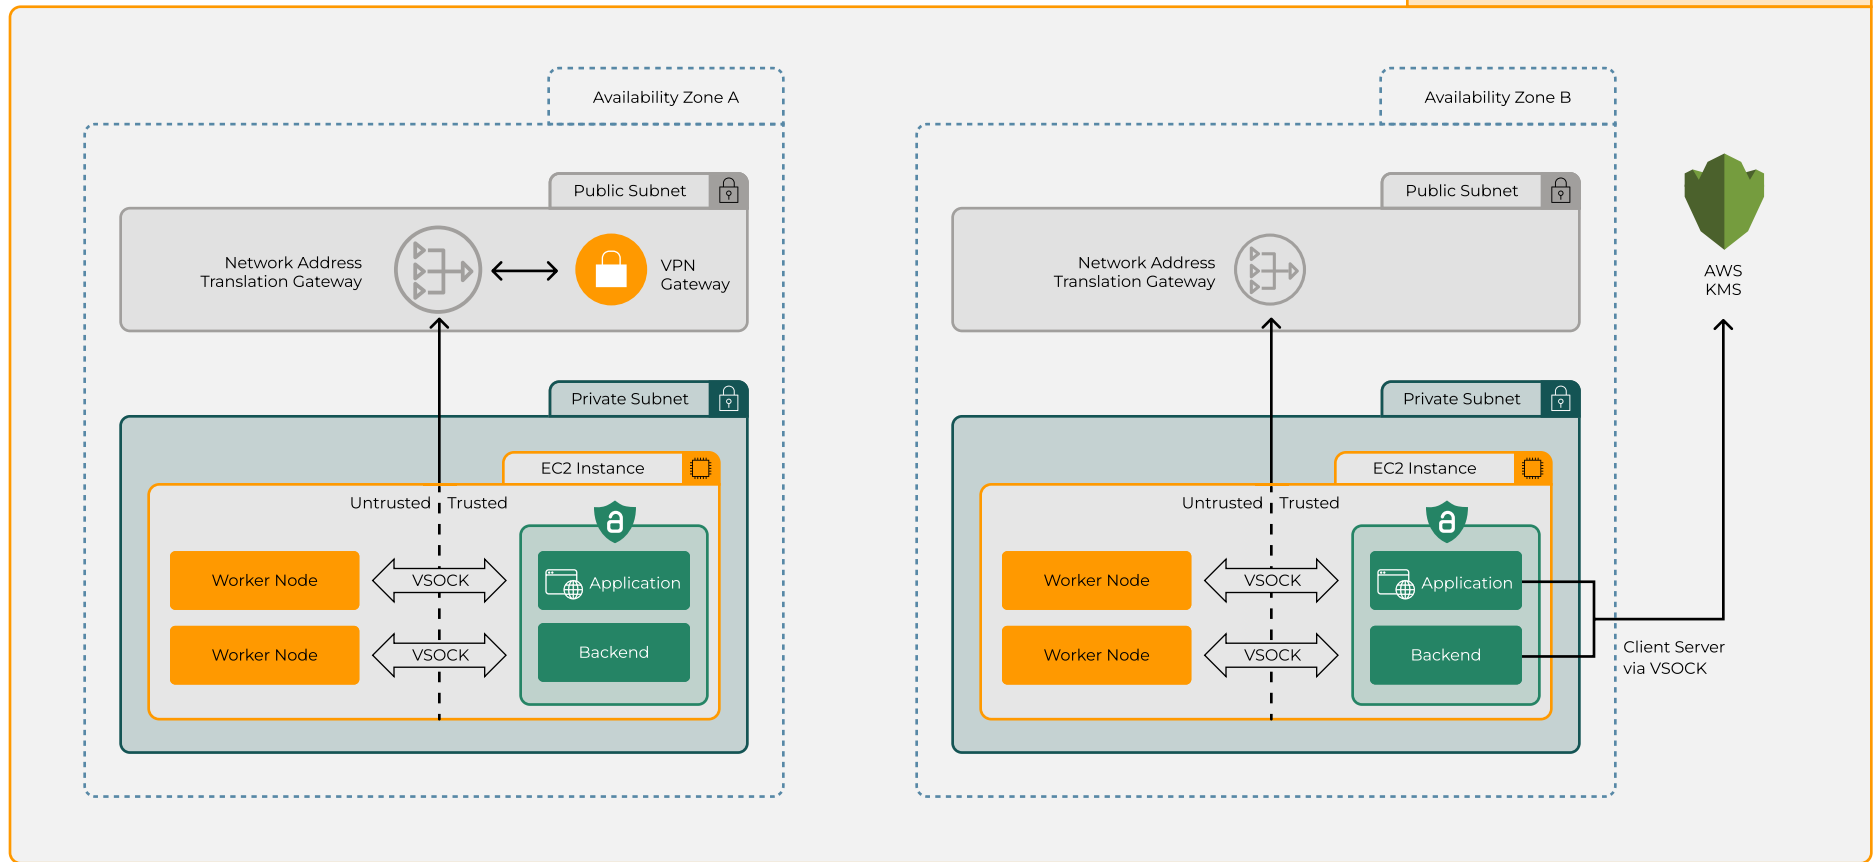 Availability Zone A
Public Subnet
Network Address
Translation Gateway
VPN
Gateway
Private Subnet
EC2 Instance
Untrusted
Trusted
Worker Node
VSOCK
Application
Worker Node
VSOCK
Backend
Availability Zone B
Public Subnet
Network Address
Translation Gateway
Private Subnet
EC2 Instance
Untrusted
Trusted
Worker Node
VSOCK
Application
Worker Node
VSOCK
Backend
AWS
KMS
Client Server
via VSOCK